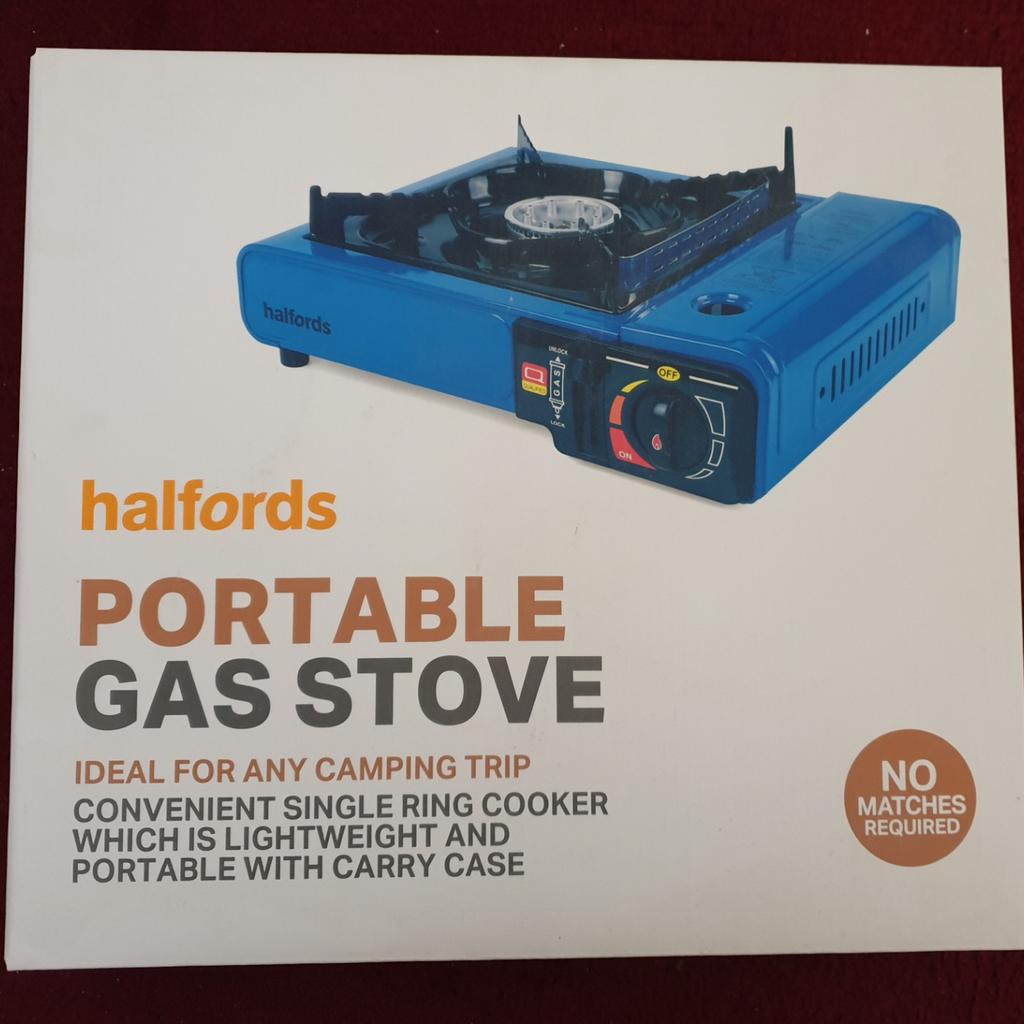 halfords
UNLOCK
GAS
LOCK
Q
QUALIFIED
OFF
ON
halfords
PORTABLE
GAS STOVE
IDEAL FOR ANY CAMPING TRIP
CONVENIENT SINGLE RING COOKER
WHICH IS LIGHTWEIGHT AND
PORTABLE WITH CARRY CASE
NO
MATCHES
REQUIRED